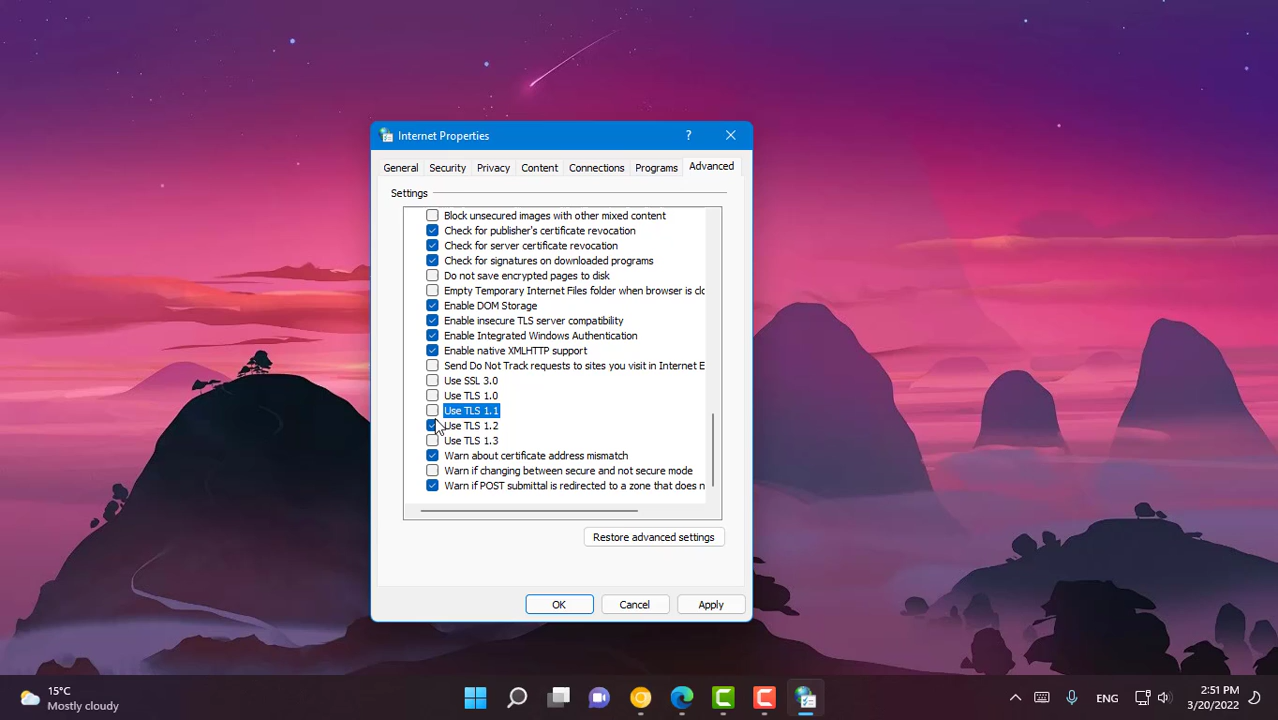 Internet Properties
?
General Security Privacy Content Connections Programs Advanced
Settings
Block unsecured images with other mixed content
Check for publisher's certificate revocation
Check for server certificate revocation
Check for signatures on downloaded programs
Do not save encrypted pages to disk
Empty Temporary Internet Files folder when browser is clo
Enable DOM Storage
Enable insecure TLS server compatibility
Enable Integrated Windows Authentication
Enable native XMLHTTP support
Send Do Not Track requests to sites you visit in Internet E
Use SSL 3.0
Use TLS 1.0
Use TLS 1.1
Use TLS 1.2
Use TLS 1.3
Warn about certificate address mismatch
Warn if changing between secure and not secure mode
Warn if POST submittal is redirected to a zone that does n
Restore advanced settings
OK Cancel Apply
15°C
Mostly cloudy
ENG
2:51 PM
3/20/2022